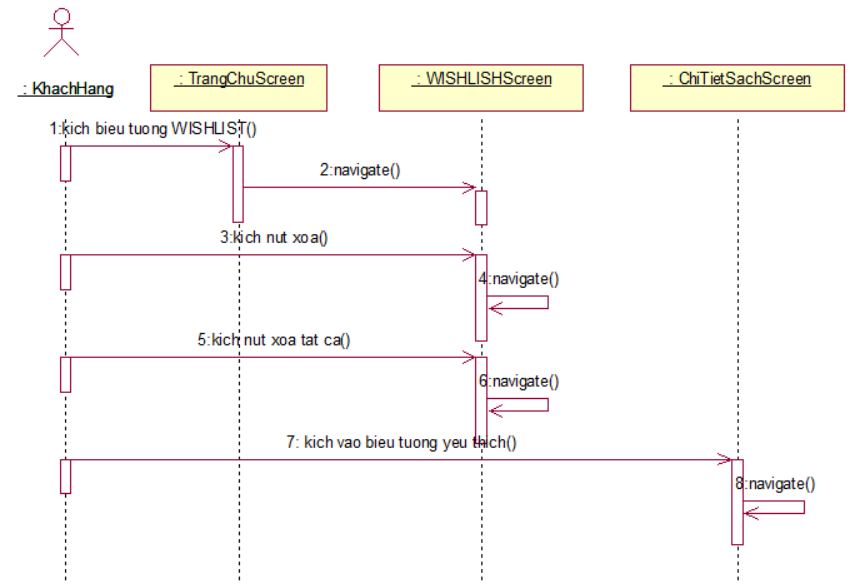 : KhachHang
: TrangChuScreen
: WISHLISHScreen
: ChiTietSachScreen
1:kich bieu tuong WISHLIST()
2:navigate()
3:kich nut xoa()
4:navigate()
5:kich nut xoa tat ca()
6:navigate()
7: kich vao bieu tuong yeu thich()
8:navigate()